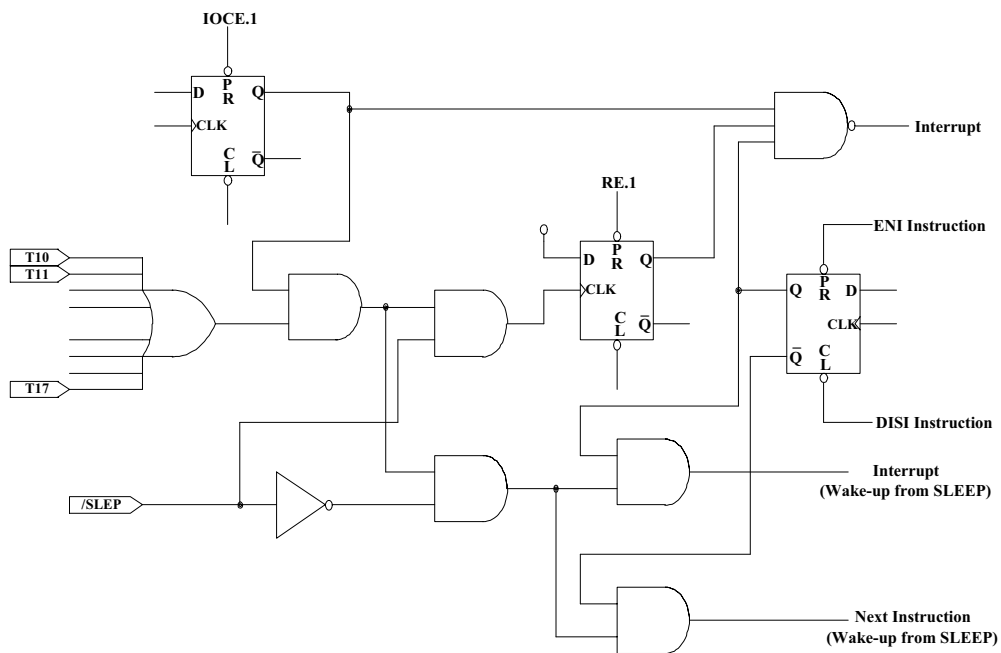 IOCE.1
D
P
R
Q
CLK
C
L
Q̅
Interrupt
RE.1
ENI Instruction
T10
T11
D
P
R
Q
CLK
C
L
Q̅
Q
P
R
D
CLK
Q̅
C
L
T17
DISI Instruction
Interrupt
(Wake-up from SLEEP)
/SLEP
Next Instruction
(Wake-up from SLEEP)